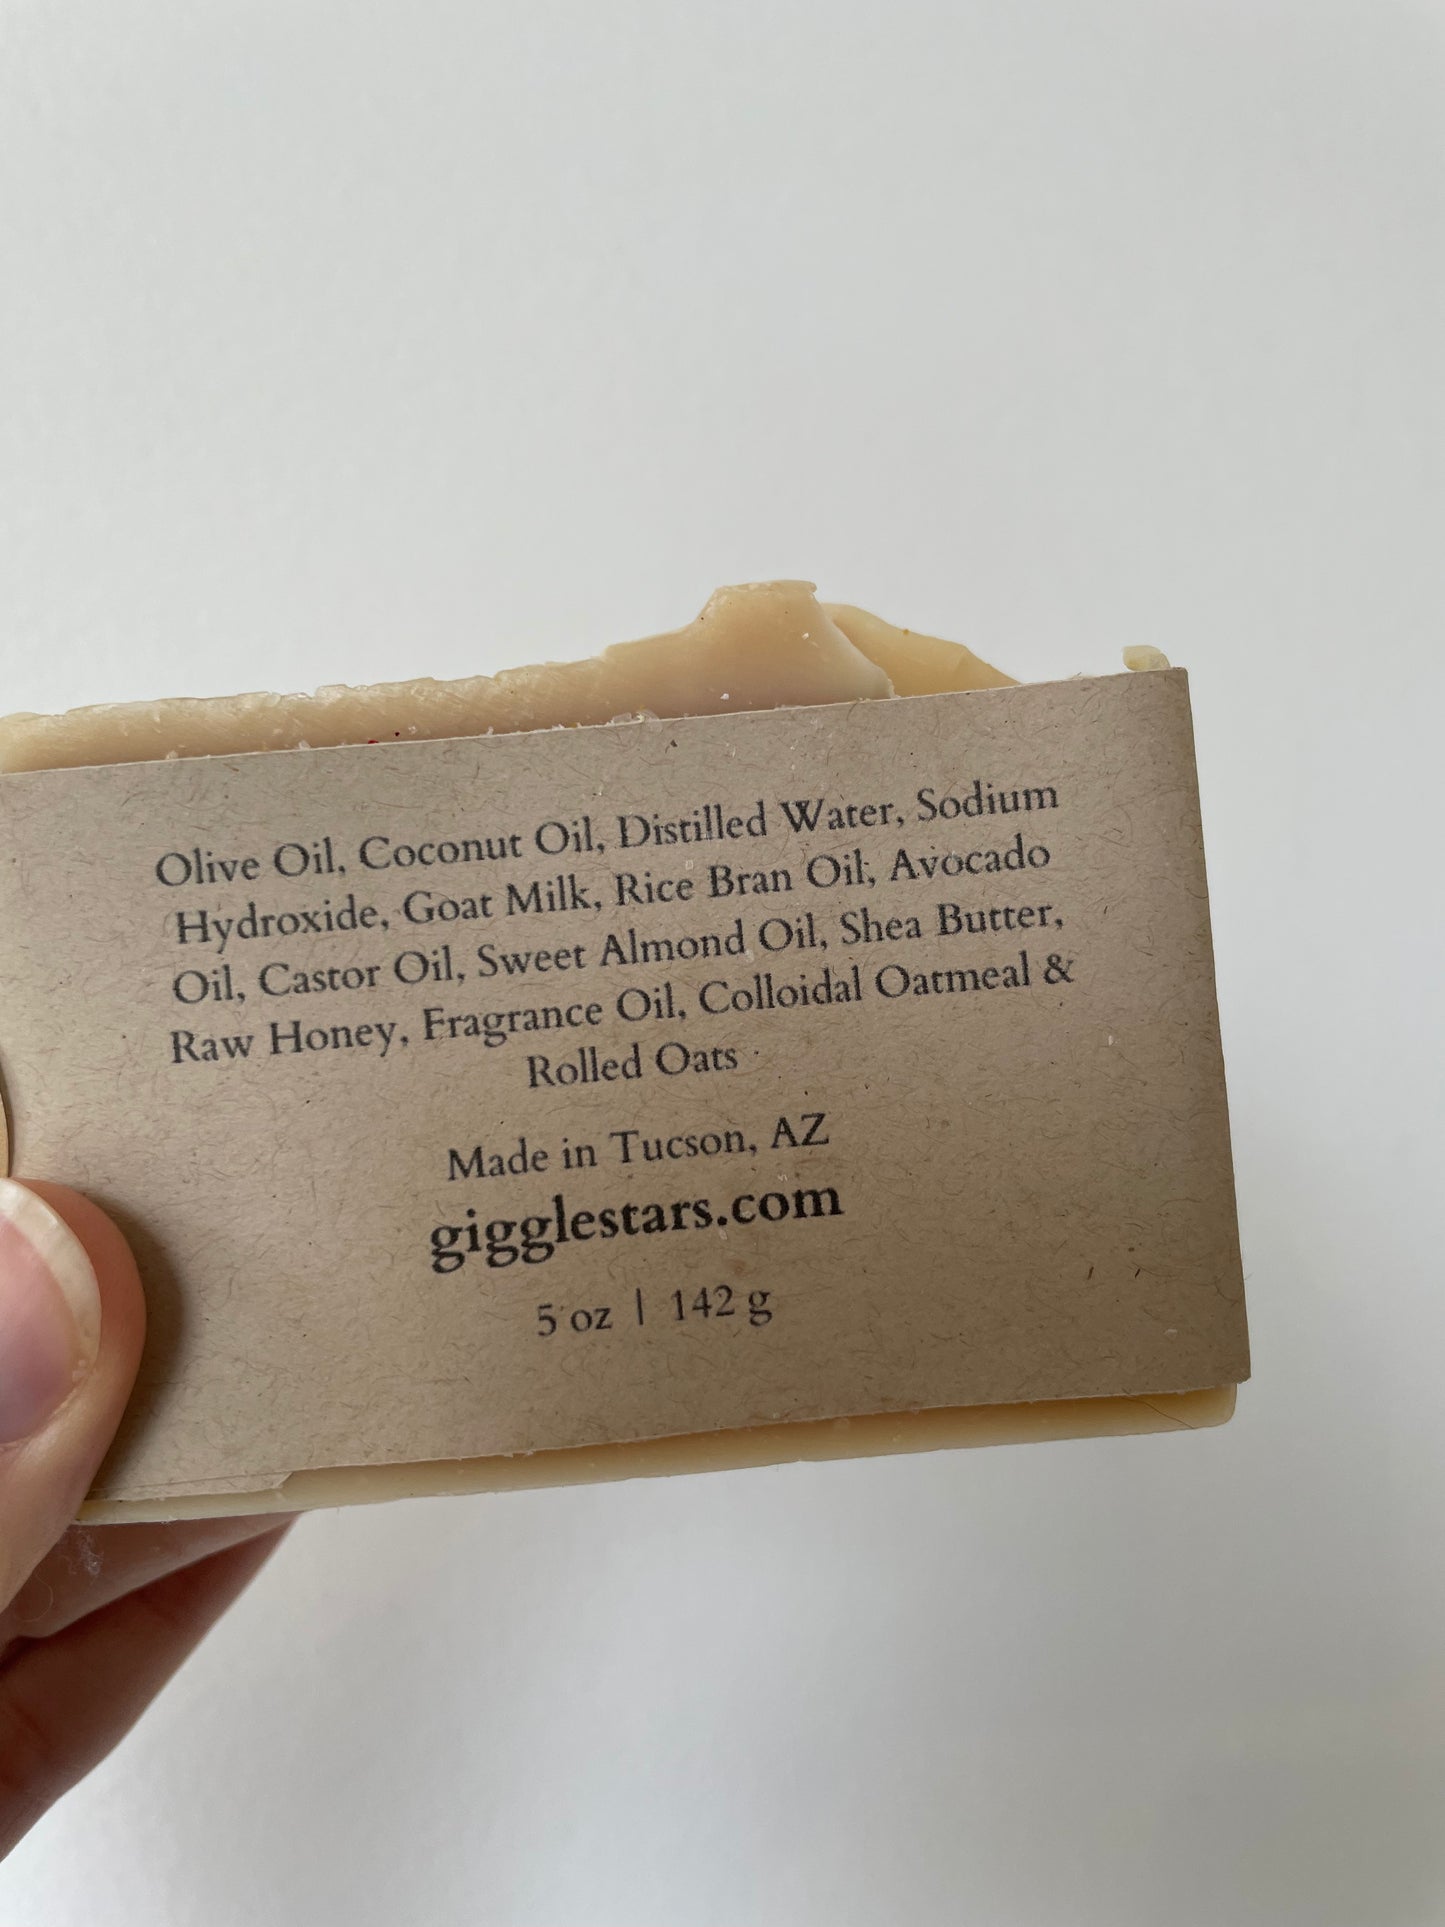 Olive Oil, Coconut Oil, Distilled Water, Sodium
Hydroxide, Goat Milk, Rice Bran Oil, Avocado
Oil, Castor Oil, Sweet Almond Oil, Shea Butter,
Raw Honey, Fragrance Oil, Colloidal Oatmeal &
Rolled Oats
Made in Tucson, AZ
gigglestars.com
5 oz | 142 g